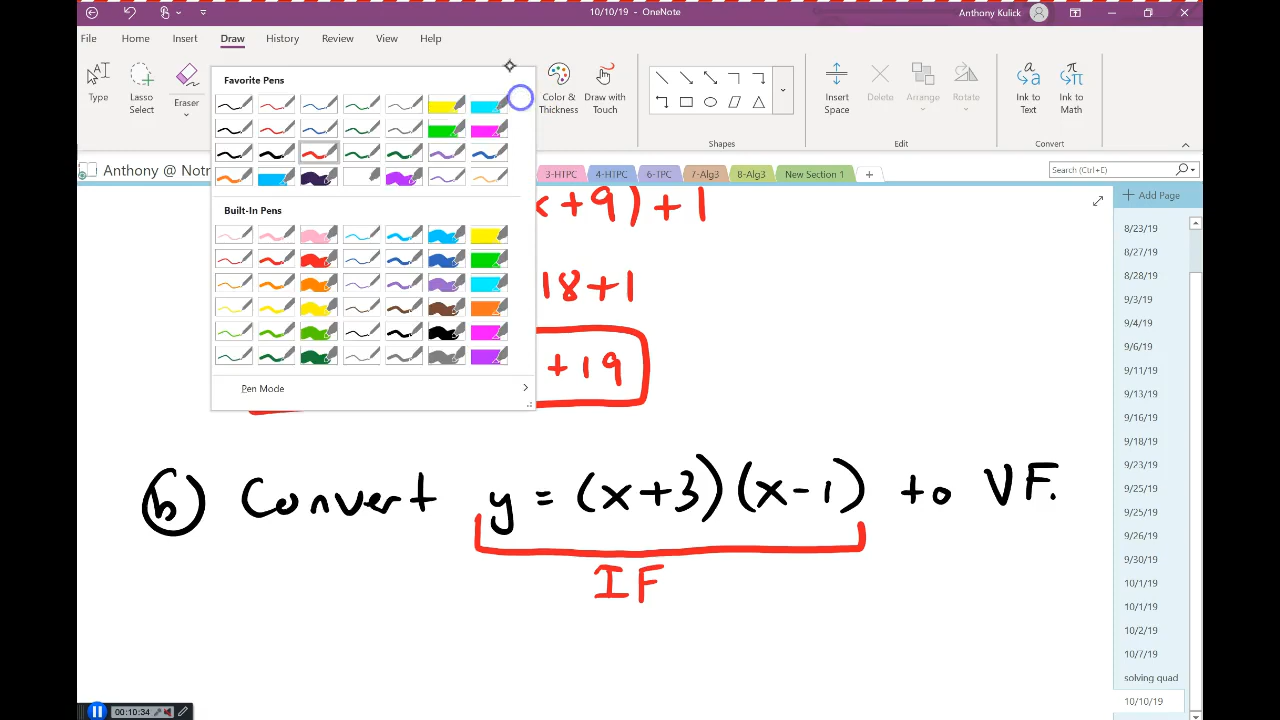 10/10/19 - OneNote
Anthony Kulick
File Home Insert Draw History Review View Help
Type
Lasso Select
Eraser
Favorite Pens
Built-In Pens
Pen Mode
Color & Thickness
Draw with Touch
Shapes
Insert Space
Delete
Arrange
Rotate
Edit
Ink to Text
Ink to Math
Convert
Anthony @ Notr
3-HTPC 4-HTPC 6-TPC 7-Alg3 8-Alg3 New Section 1
Search (Ctrl+E)
Add Page
8/23/19
8/27/19
8/28/19
9/3/19
9/4/19
9/6/19
9/11/19
9/13/19
9/16/19
9/18/19
9/23/19
9/25/19
9/25/19
9/26/19
9/30/19
10/1/19
10/1/19
10/2/19
10/7/19
solving quad
10/10/19
x+9)+1
18+1
+19
b Convert y=(x+3)(x-1) to VF.
IF
00:10:34